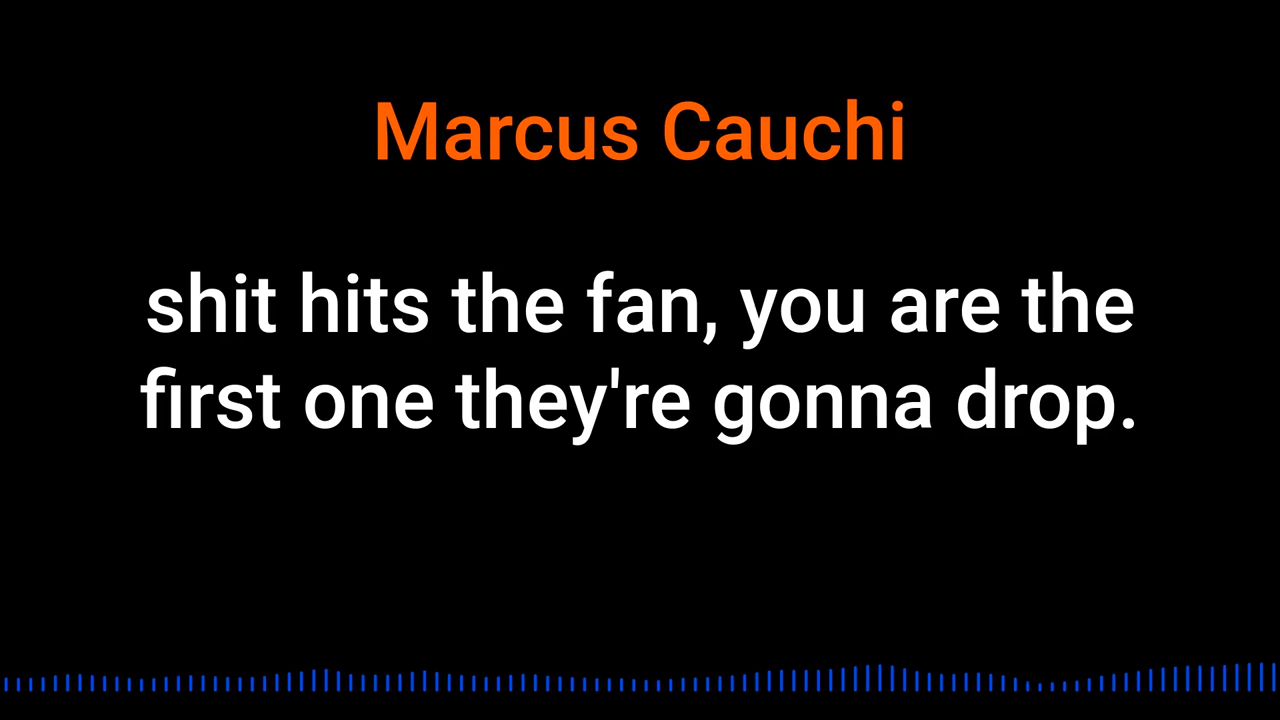 Marcus Cauchi
shit hits the fan, you are the
first one they're gonna drop.